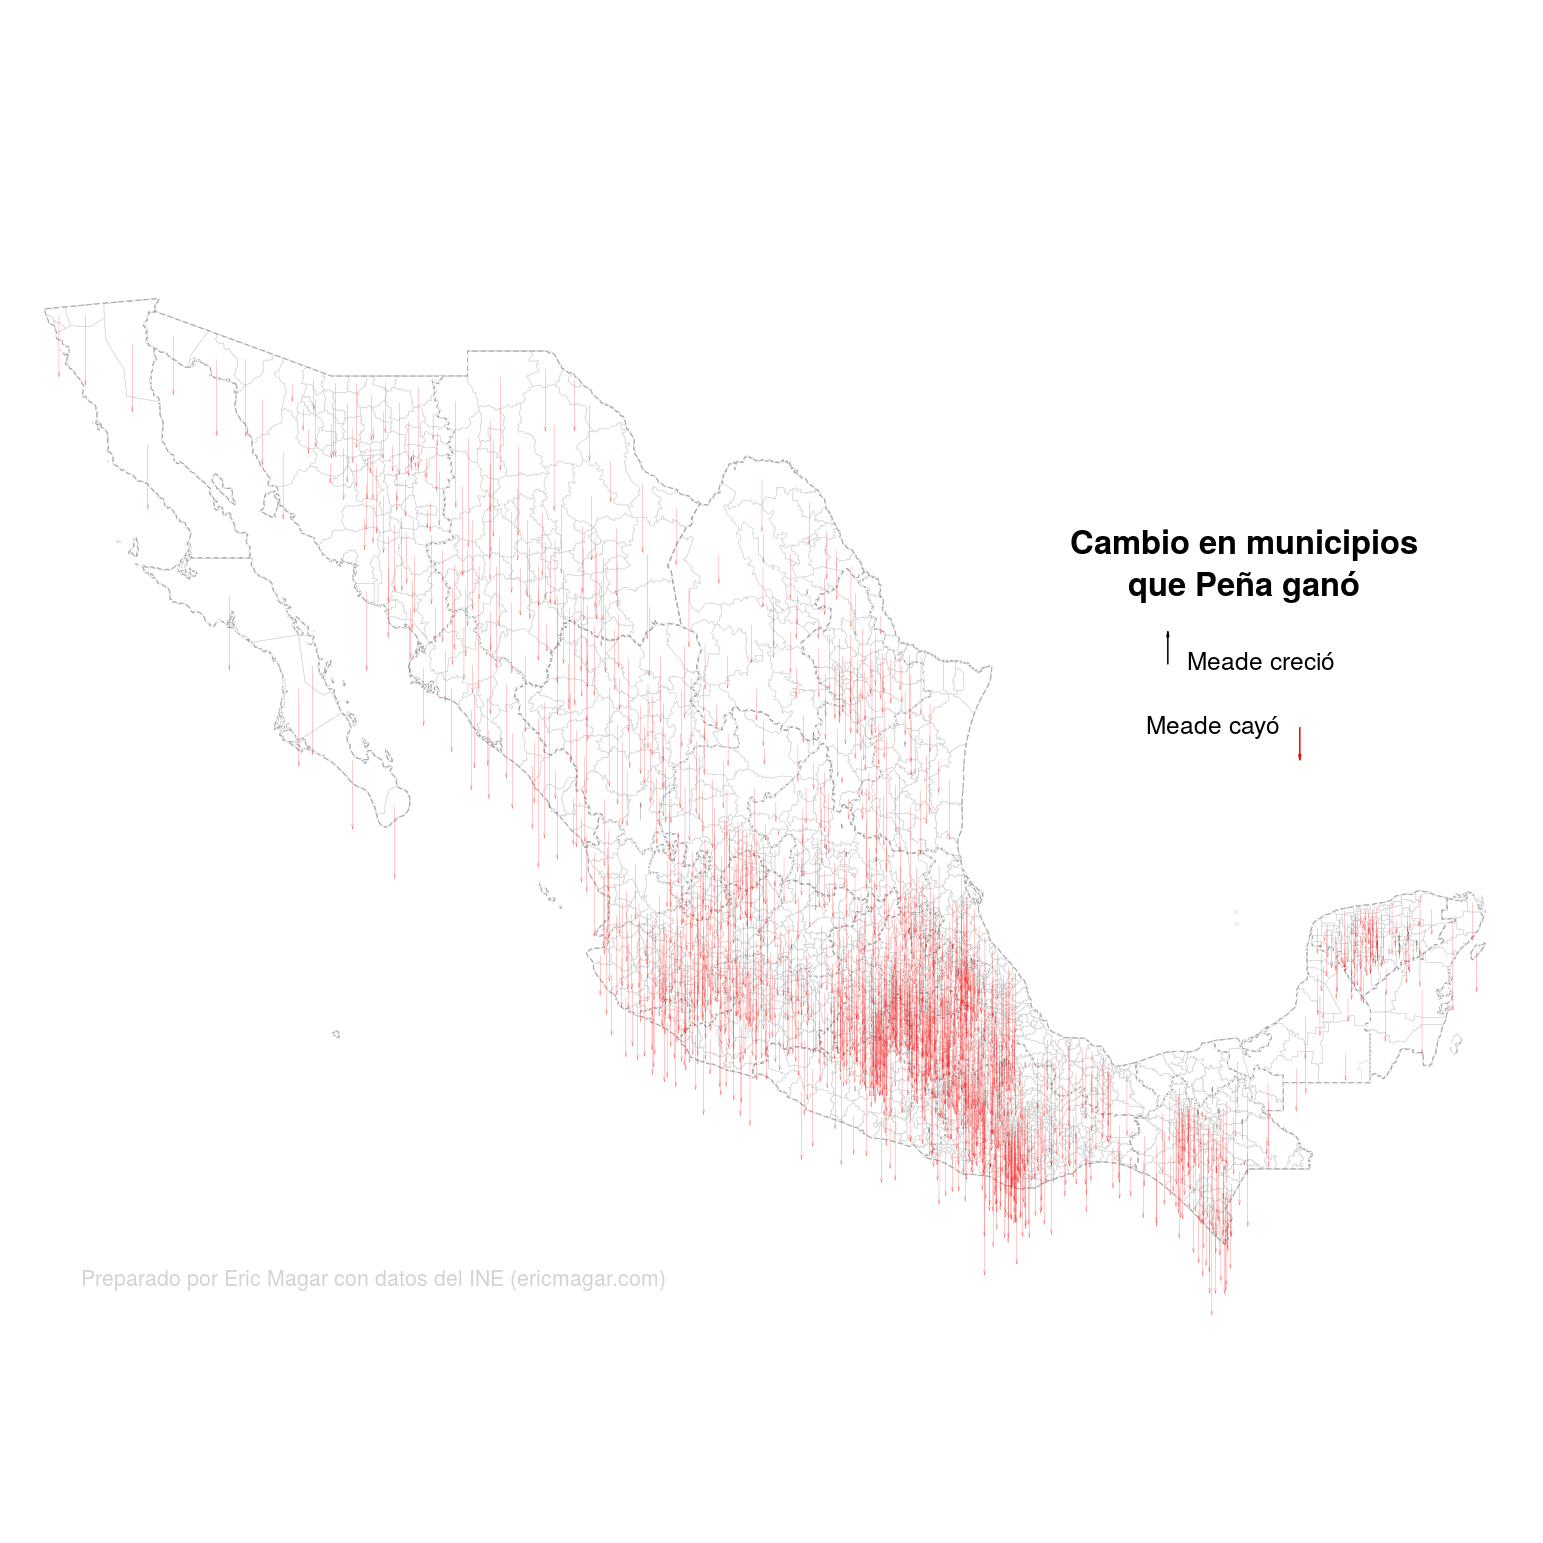 Cambio en municipios
que Peña ganó
Meade creció
Meade cayó
Preparado por Eric Magar con datos del INE (ericmagar.com)